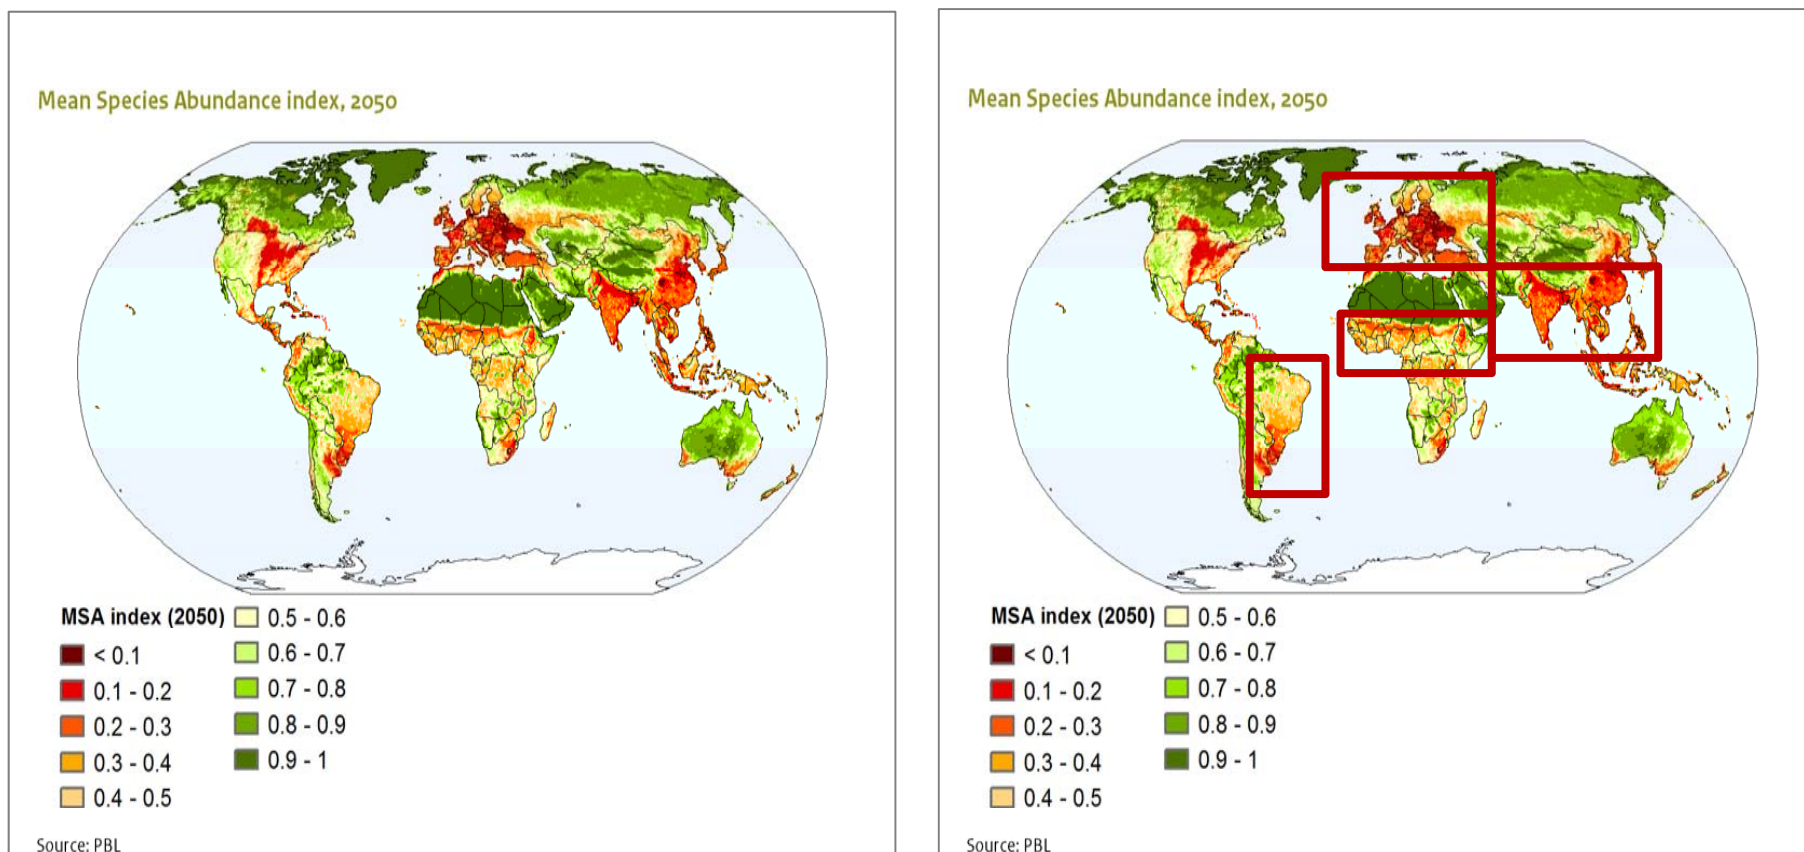 Mean Species Abundance index, 2050
MSA index (2050)
< 0.1
0.1 - 0.2
0.2 - 0.3
0.3 - 0.4
0.4 - 0.5
0.5 - 0.6
0.6 - 0.7
0.7 - 0.8
0.8 - 0.9
0.9 - 1
Source: PBL
Mean Species Abundance index, 2050
MSA index (2050)
< 0.1
0.1 - 0.2
0.2 - 0.3
0.3 - 0.4
0.4 - 0.5
0.5 - 0.6
0.6 - 0.7
0.7 - 0.8
0.8 - 0.9
0.9 - 1
Source: PBL